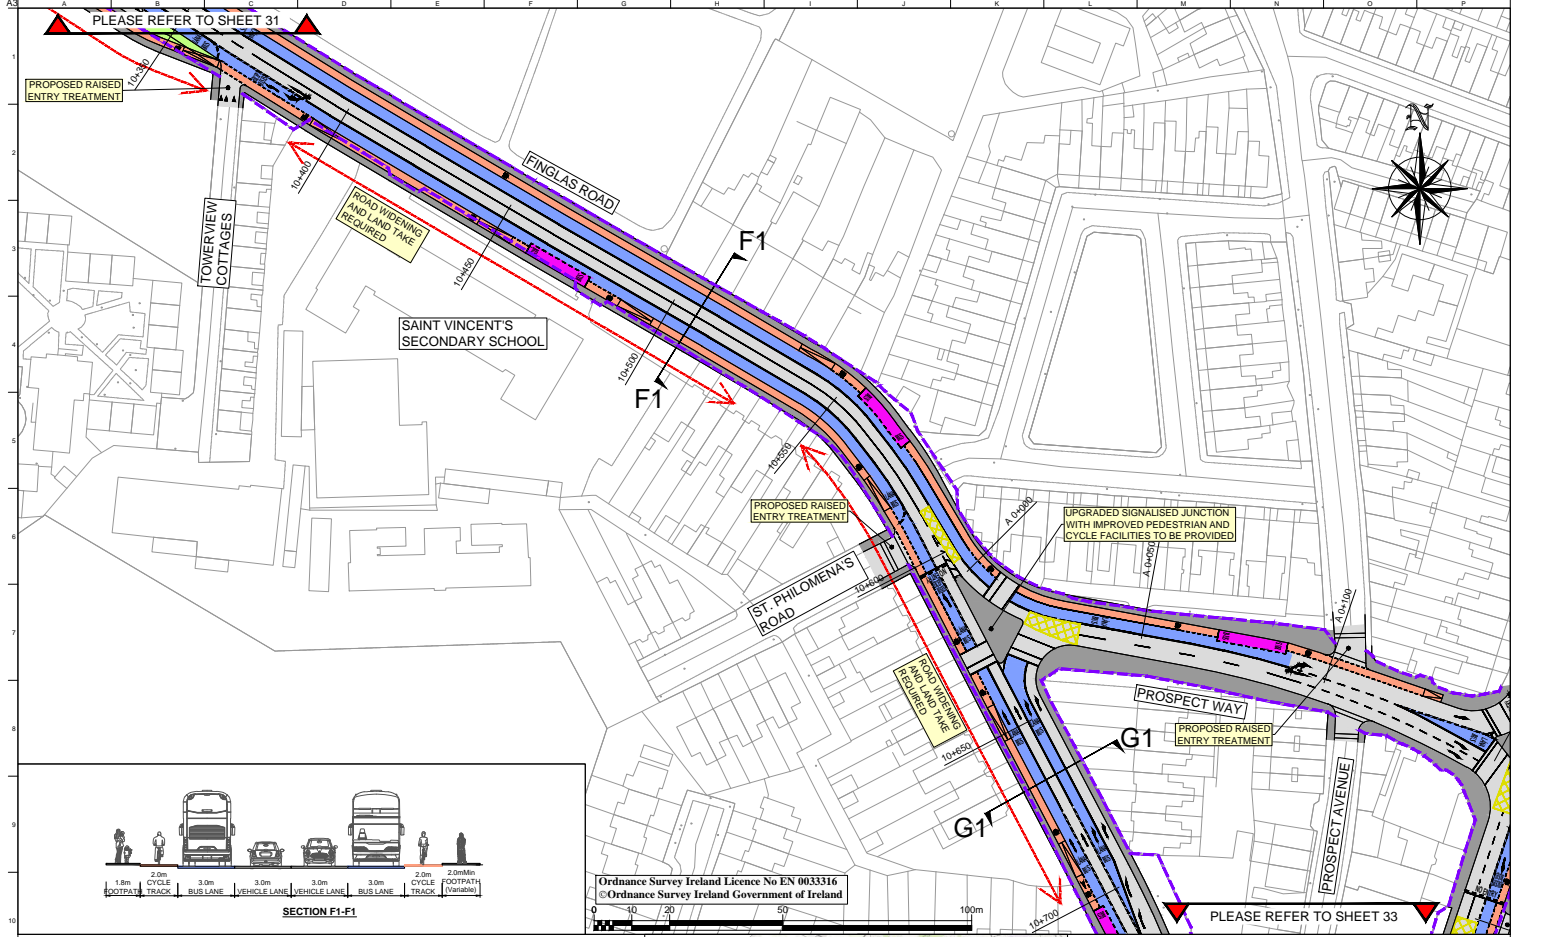 A3
A B C D E F G H I J K L M N O P
1
2
3
4
5
6
7
8
9
10
PLEASE REFER TO SHEET 31
PROPOSED RAISED
ENTRY TREATMENT
10+350
10+400
TOWERVIEW
COTTAGES
ROAD WIDENING
AND LAND TAKE
REQUIRED
FINGLAS ROAD
10+450
SAINT VINCENT'S
SECONDARY SCHOOL
F1
F1
10+500
10+550
N
PROPOSED RAISED
ENTRY TREATMENT
A 0+000
UPGRADED SIGNALISED JUNCTION
WITH IMPROVED PEDESTRIAN AND
CYCLE FACILITIES TO BE PROVIDED
A 0+050
A 0+100
ST. PHILOMENA'S
ROAD
10+600
ROAD WIDENING
AND LAND TAKE
REQUIRED
PROSPECT WAY
PROPOSED RAISED
ENTRY TREATMENT
10+650
G1
G1
PROSPECT AVENUE
10+700
PLEASE REFER TO SHEET 33
1.8m
FOOTPATH
2.0m
CYCLE
TRACK
3.0m
BUS LANE
3.0m
VEHICLE LANE
3.0m
VEHICLE LANE
3.0m
BUS LANE
2.0m
CYCLE
TRACK
2.0mMin
FOOTPATH
(Variable)
SECTION F1-F1
Ordnance Survey Ireland Licence No EN 0033316
©Ordnance Survey Ireland Government of Ireland
0 10 20 50 100m